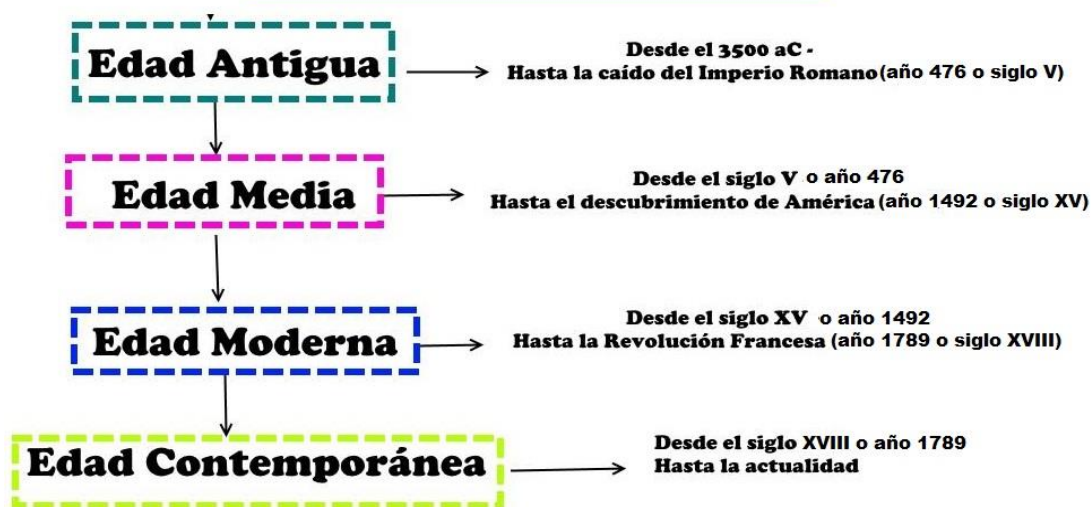 Edad Antigua
Desde el 3500 aC -
Hasta la caído del Imperio Romano (año 476 o siglo V)
Edad Media
Desde el siglo V o año 476
Hasta el descubrimiento de América (año 1492 o siglo XV)
Edad Moderna
Desde el siglo XV o año 1492
Hasta la Revolución Francesa (año 1789 o siglo XVIII)
Edad Contemporánea
Desde el siglo XVIII o año 1789
Hasta la actualidad